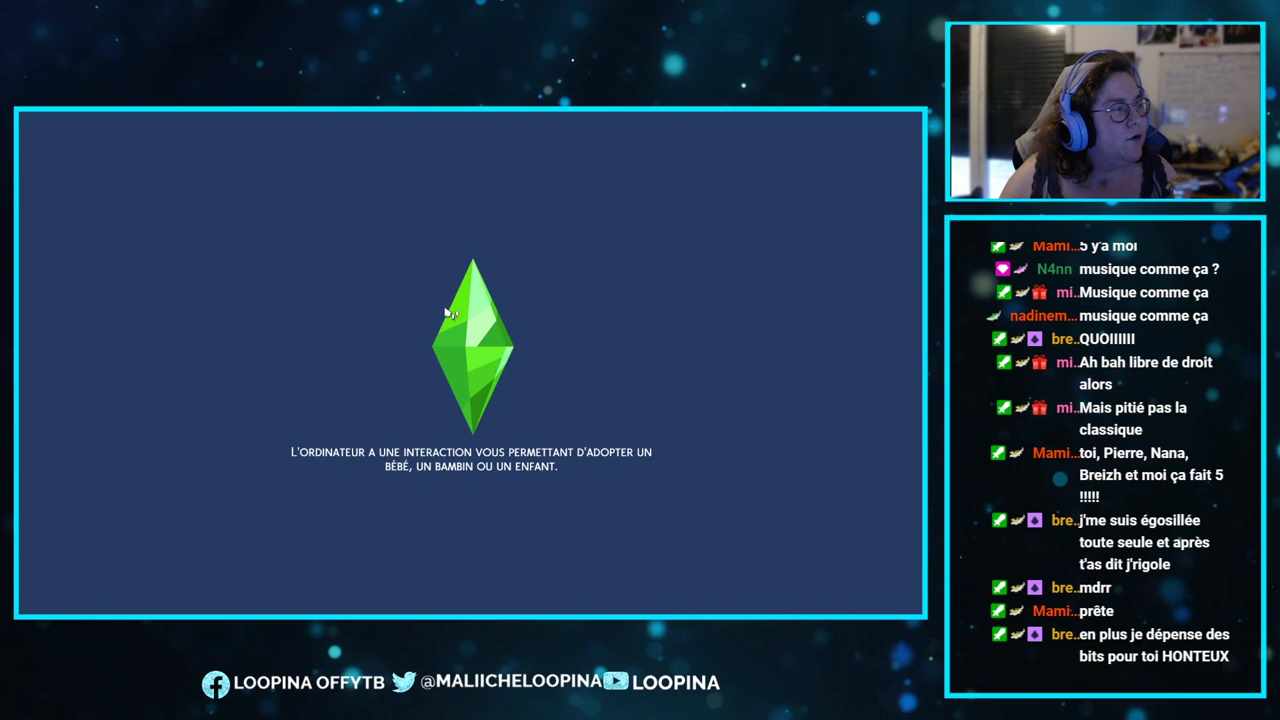 L'ORDINATEUR A UNE INTERACTION VOUS PERMETTANT D'ADOPTER UN
BÉBÉ, UN BAMBIN OU UN ENFANT.
Mami... 5 y'a moi
N4nn musique comme ça ?
mi... Musique comme ça
nadinem... musique comme ça
bre... QUOIIIIII
mi... Ah bah libre de droit
alors
mi... Mais pitié pas la
classique
Mami... toi, Pierre, Nana,
Breizh et moi ça fait 5
!!!!!
bre... j'me suis égosillée
toute seule et après
t'as dit j'rigole
bre... mdrr
Mami... prête
bre... en plus je dépense des
bits pour toi HONTEUX
LOOPINA OFFYTB @MALIICHELOOPINA LOOPINA